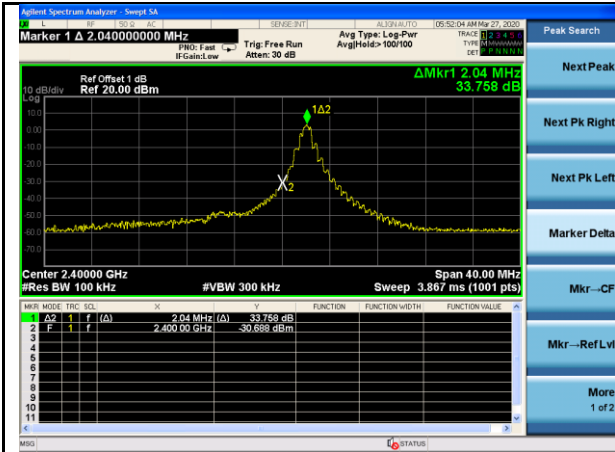 Agilent Spectrum Analyzer - Swept SA
L RF 50 Ω AC SENSE:INT ALIGNAUTO 05:52:04 AM Mar 27, 2020
Marker 1 Δ 2.040000000 MHz
PNO: Fast
IFGain:Low
Trig: Free Run
Atten: 30 dB
Avg Type: Log-Pwr
Avg|Hold:>100/100
TRACE 1 2 3 4 5 6
TYPE M
DET P N N N N N
Peak Search
Next Peak
Next Pk Right
Next Pk Left
Marker Delta
Mkr→CF
Mkr→Ref Lvl
More
1 of 2
ΔMkr1 2.04 MHz
33.758 dB
Ref Offset 1 dB
10 dB/div Ref 20.00 dBm
Log
10.0
0.00
-10.0
-20.0
-30.0
-40.0
-50.0
-60.0
-70.0
1Δ2
2
Center 2.40000 GHz Span 40.00 MHz
#Res BW 100 kHz #VBW 300 kHz Sweep 3.867 ms (1001 pts)
MKR MODE TRC SCL X Y FUNCTION FUNCTION WIDTH FUNCTION VALUE
1 Δ2 1 f (Δ) 2.04 MHz (Δ) 33.758 dB
2 F 1 f 2.400 00 GHz -30.688 dBm
3
4
5
6
7
8
9
10
11
MSG STATUS